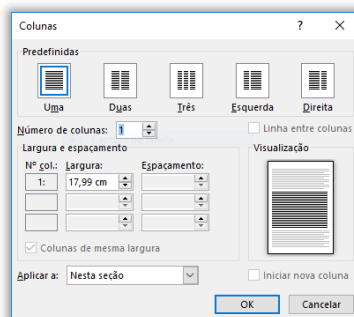 Colunas ? X
Predefinidas
Uma Duas Três Esquerda Direita
Número de colunas: 1 Linha entre colunas
Largura e espaçamento Visualização
Nº col.: Largura: Espaçamento:
1: 17,99 cm
Colunas de mesma largura
Aplicar a: Nesta seção Iniciar nova coluna
OK Cancelar